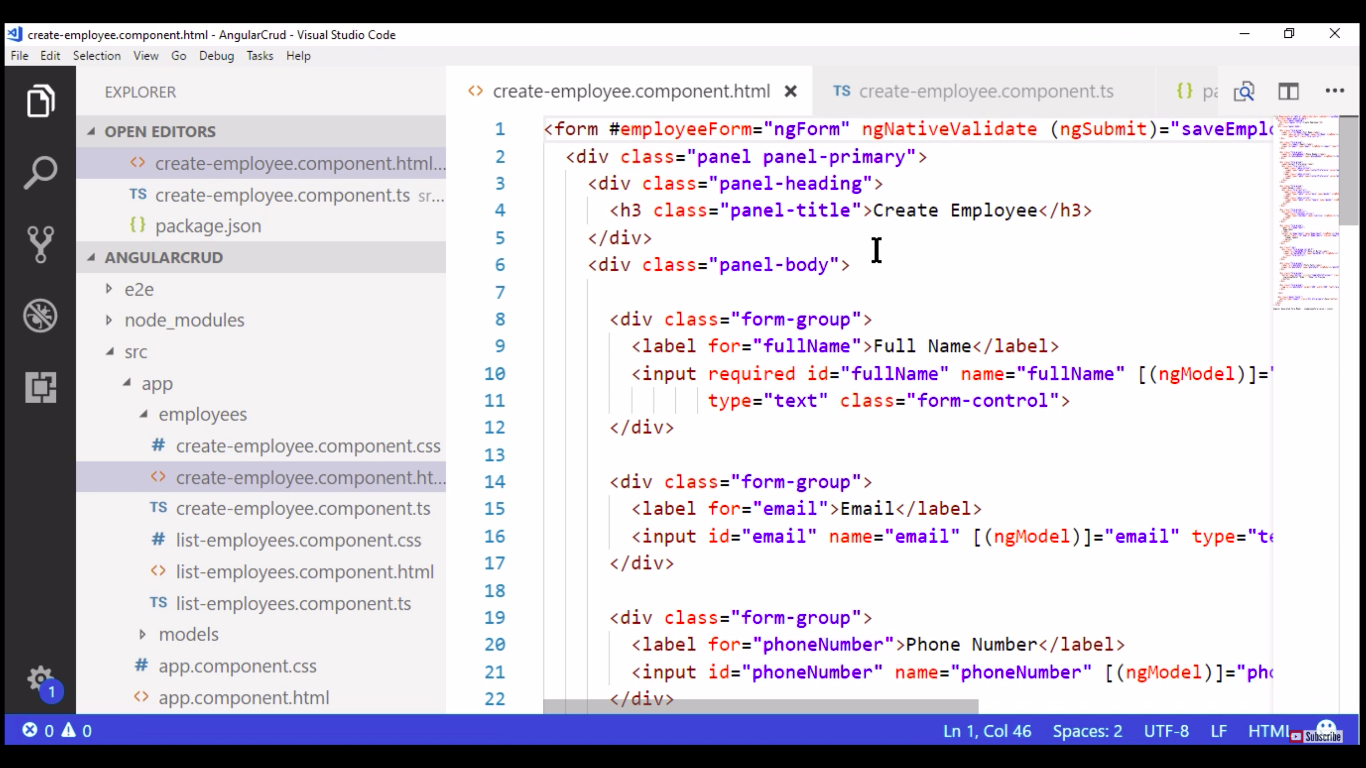 create-employee.component.html - AngularCrud - Visual Studio Code
File Edit Selection View Go Debug Tasks Help
EXPLORER
OPEN EDITORS
<> create-employee.component.html...
TS create-employee.component.ts sr...
{} package.json
ANGULARCRUD
e2e
node_modules
src
app
employees
# create-employee.component.css
<> create-employee.component.ht...
TS create-employee.component.ts
# list-employees.component.css
<> list-employees.component.html
TS list-employees.component.ts
models
# app.component.css
<> app.component.html
1
<> create-employee.component.html TS create-employee.component.ts {} pa
1 <form #employeeForm="ngForm" ngNativeValidate (ngSubmit)="saveEmplo
2 <div class="panel panel-primary">
3 <div class="panel-heading">
4 <h3 class="panel-title">Create Employee</h3>
5 </div>
6 <div class="panel-body">
7
8 <div class="form-group">
9 <label for="fullName">Full Name</label>
10 <input required id="fullName" name="fullName" [(ngModel)]="
11 type="text" class="form-control">
12 </div>
13
14 <div class="form-group">
15 <label for="email">Email</label>
16 <input id="email" name="email" [(ngModel)]="email" type="te
17 </div>
18
19 <div class="form-group">
20 <label for="phoneNumber">Phone Number</label>
21 <input id="phoneNumber" name="phoneNumber" [(ngModel)]="pho
22 </div>
0 0 Ln 1, Col 46 Spaces: 2 UTF-8 LF HTML Subscribe